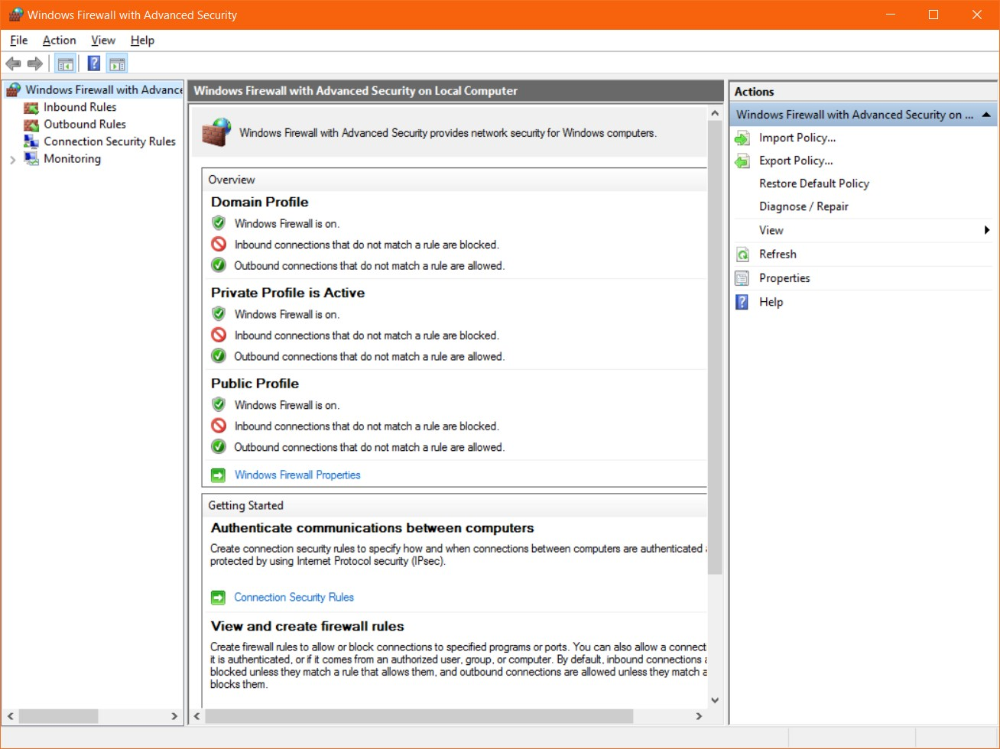 Windows Firewall with Advanced Security
File Action View Help
Windows Firewall with Advance
Inbound Rules
Outbound Rules
Connection Security Rules
Monitoring
Windows Firewall with Advanced Security on Local Computer
Windows Firewall with Advanced Security provides network security for Windows computers.
Overview
Domain Profile
Windows Firewall is on.
Inbound connections that do not match a rule are blocked.
Outbound connections that do not match a rule are allowed.
Private Profile is Active
Windows Firewall is on.
Inbound connections that do not match a rule are blocked.
Outbound connections that do not match a rule are allowed.
Public Profile
Windows Firewall is on.
Inbound connections that do not match a rule are blocked.
Outbound connections that do not match a rule are allowed.
Windows Firewall Properties
Getting Started
Authenticate communications between computers
Create connection security rules to specify how and when connections between computers are authenticated
protected by using Internet Protocol security (IPsec).
Connection Security Rules
View and create firewall rules
Create firewall rules to allow or block connections to specified programs or ports. You can also allow a connect
it is authenticated, or if it comes from an authorized user, group, or computer. By default, inbound connections a
blocked unless they match a rule that allows them, and outbound connections are allowed unless they match a
blocks them.
Actions
Windows Firewall with Advanced Security on ...
Import Policy...
Export Policy...
Restore Default Policy
Diagnose / Repair
View
Refresh
Properties
Help